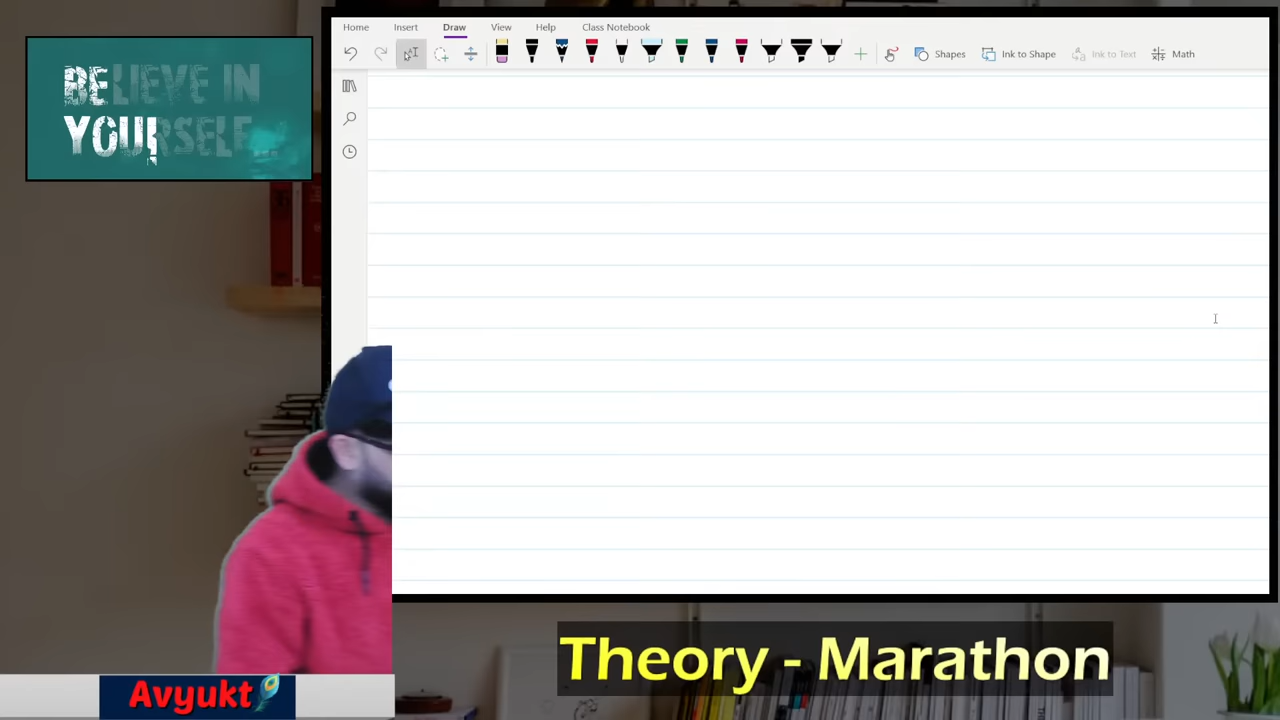 Home Insert Draw View Help Class Notebook
Shapes Ink to Shape Ink to Text Math
BELIEVE IN
YOURSELF...
Theory - Marathon
Avyukt